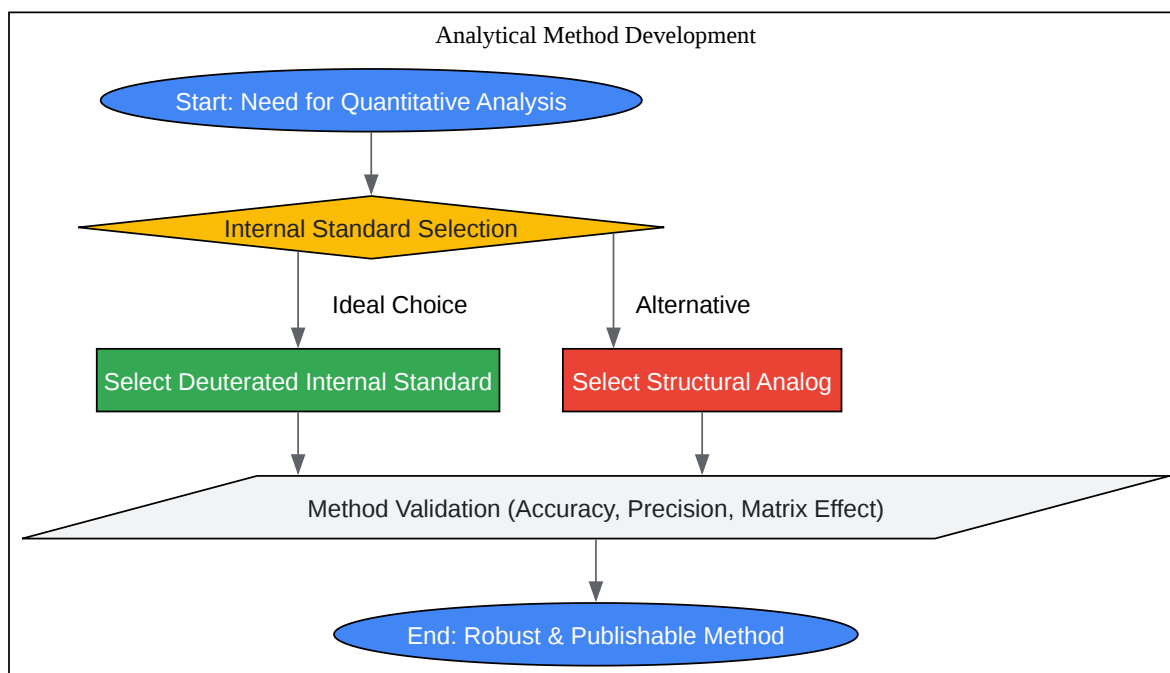 Analytical Method Development
Start: Need for Quantitative Analysis
Internal Standard Selection
Ideal Choice
Alternative
Select Deuterated Internal Standard
Select Structural Analog
Method Validation (Accuracy, Precision, Matrix Effect)
End: Robust & Publishable Method